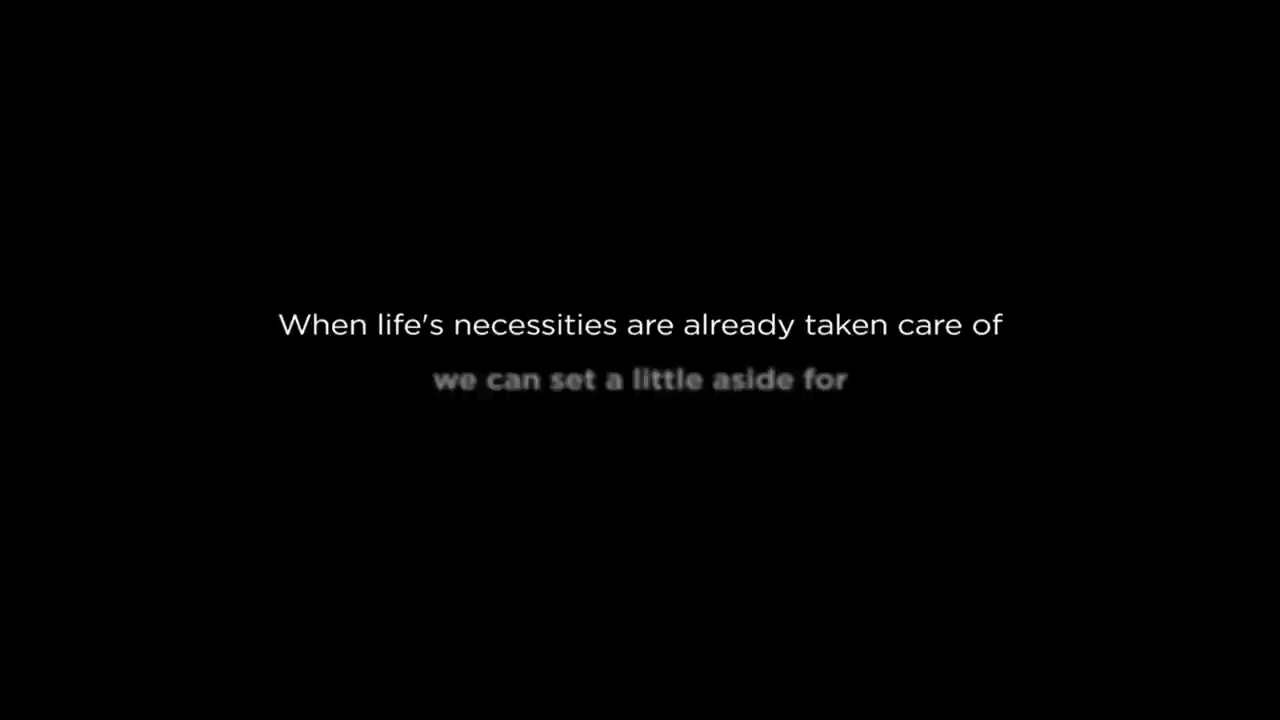 When life's necessities are already taken care of
we can set a little aside for